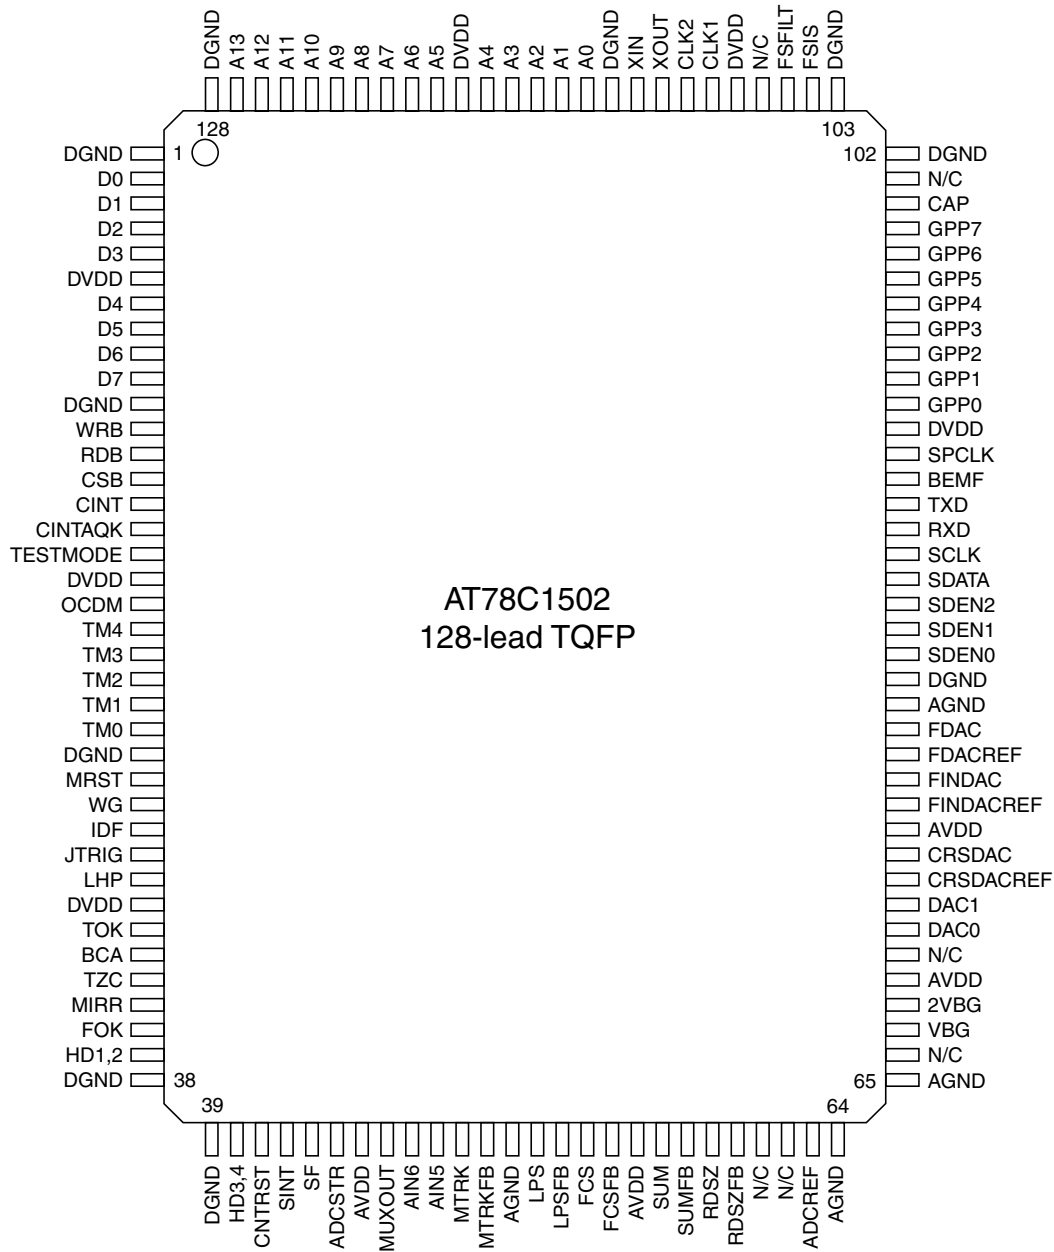 DGND
A13
A12
A11
A10
A9
A8
A7
A6
A5
DVDD
A4
A3
A2
A1
A0
DGND
XIN
XOUT
CLK2
CLK1
DVDD
N/C
FSFILT
FSIS
DGND
128
103
DGND
1
102
DGND
D0
N/C
D1
CAP
D2
GPP7
D3
GPP6
DVDD
GPP5
D4
GPP4
D5
GPP3
D6
GPP2
D7
GPP1
DGND
GPP0
WRB
DVDD
RDB
SPCLK
CSB
BEMF
CINT
TXD
CINTAQK
RXD
TESTMODE
SCLK
DVDD
SDATA
OCDM
SDEN2
AT78C1502
128-lead TQFP
TM4
SDEN1
TM3
SDEN0
TM2
DGND
TM1
AGND
TM0
FDAC
DGND
FDACREF
MRST
FINDAC
WG
FINDACREF
IDF
AVDD
JTRIG
CRSDAC
LHP
CRSDACREF
DVDD
DAC1
TOK
DAC0
BCA
N/C
TZC
AVDD
MIRR
2VBG
FOK
VBG
HD1,2
N/C
DGND
38
65
AGND
39
64
DGND
HD3,4
CNTRST
SINT
SF
ADCSTR
AVDD
MUXOUT
AIN6
AIN5
MTRK
MTRKFB
AGND
LPS
LPSFB
FCS
FCSFB
AVDD
SUM
SUMFB
RDSZ
RDSZFB
N/C
N/C
ADCREF
AGND